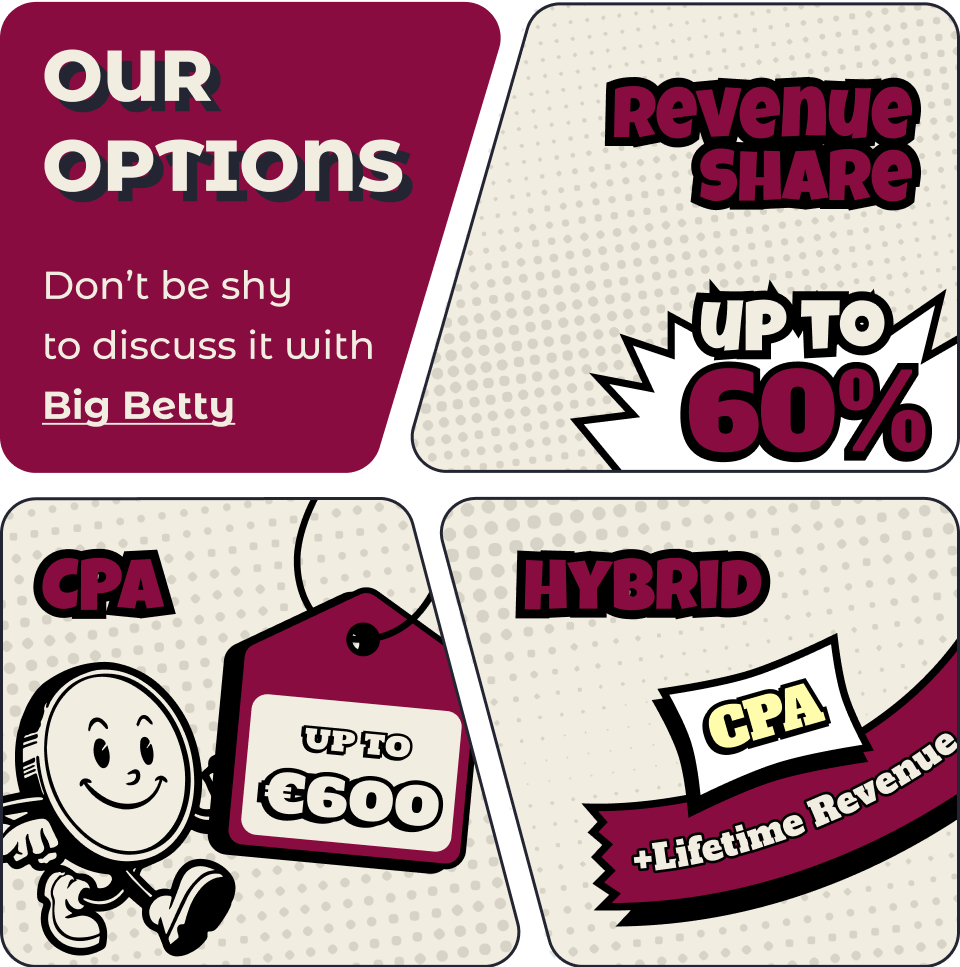 OUR
OPTIONS
Don't be shy
to discuss it with
Big Betty
Revenue
SHARe
UP TO
60%
CPA
UP TO
€600
HYBRID
CPA
+Lifetime Revenue